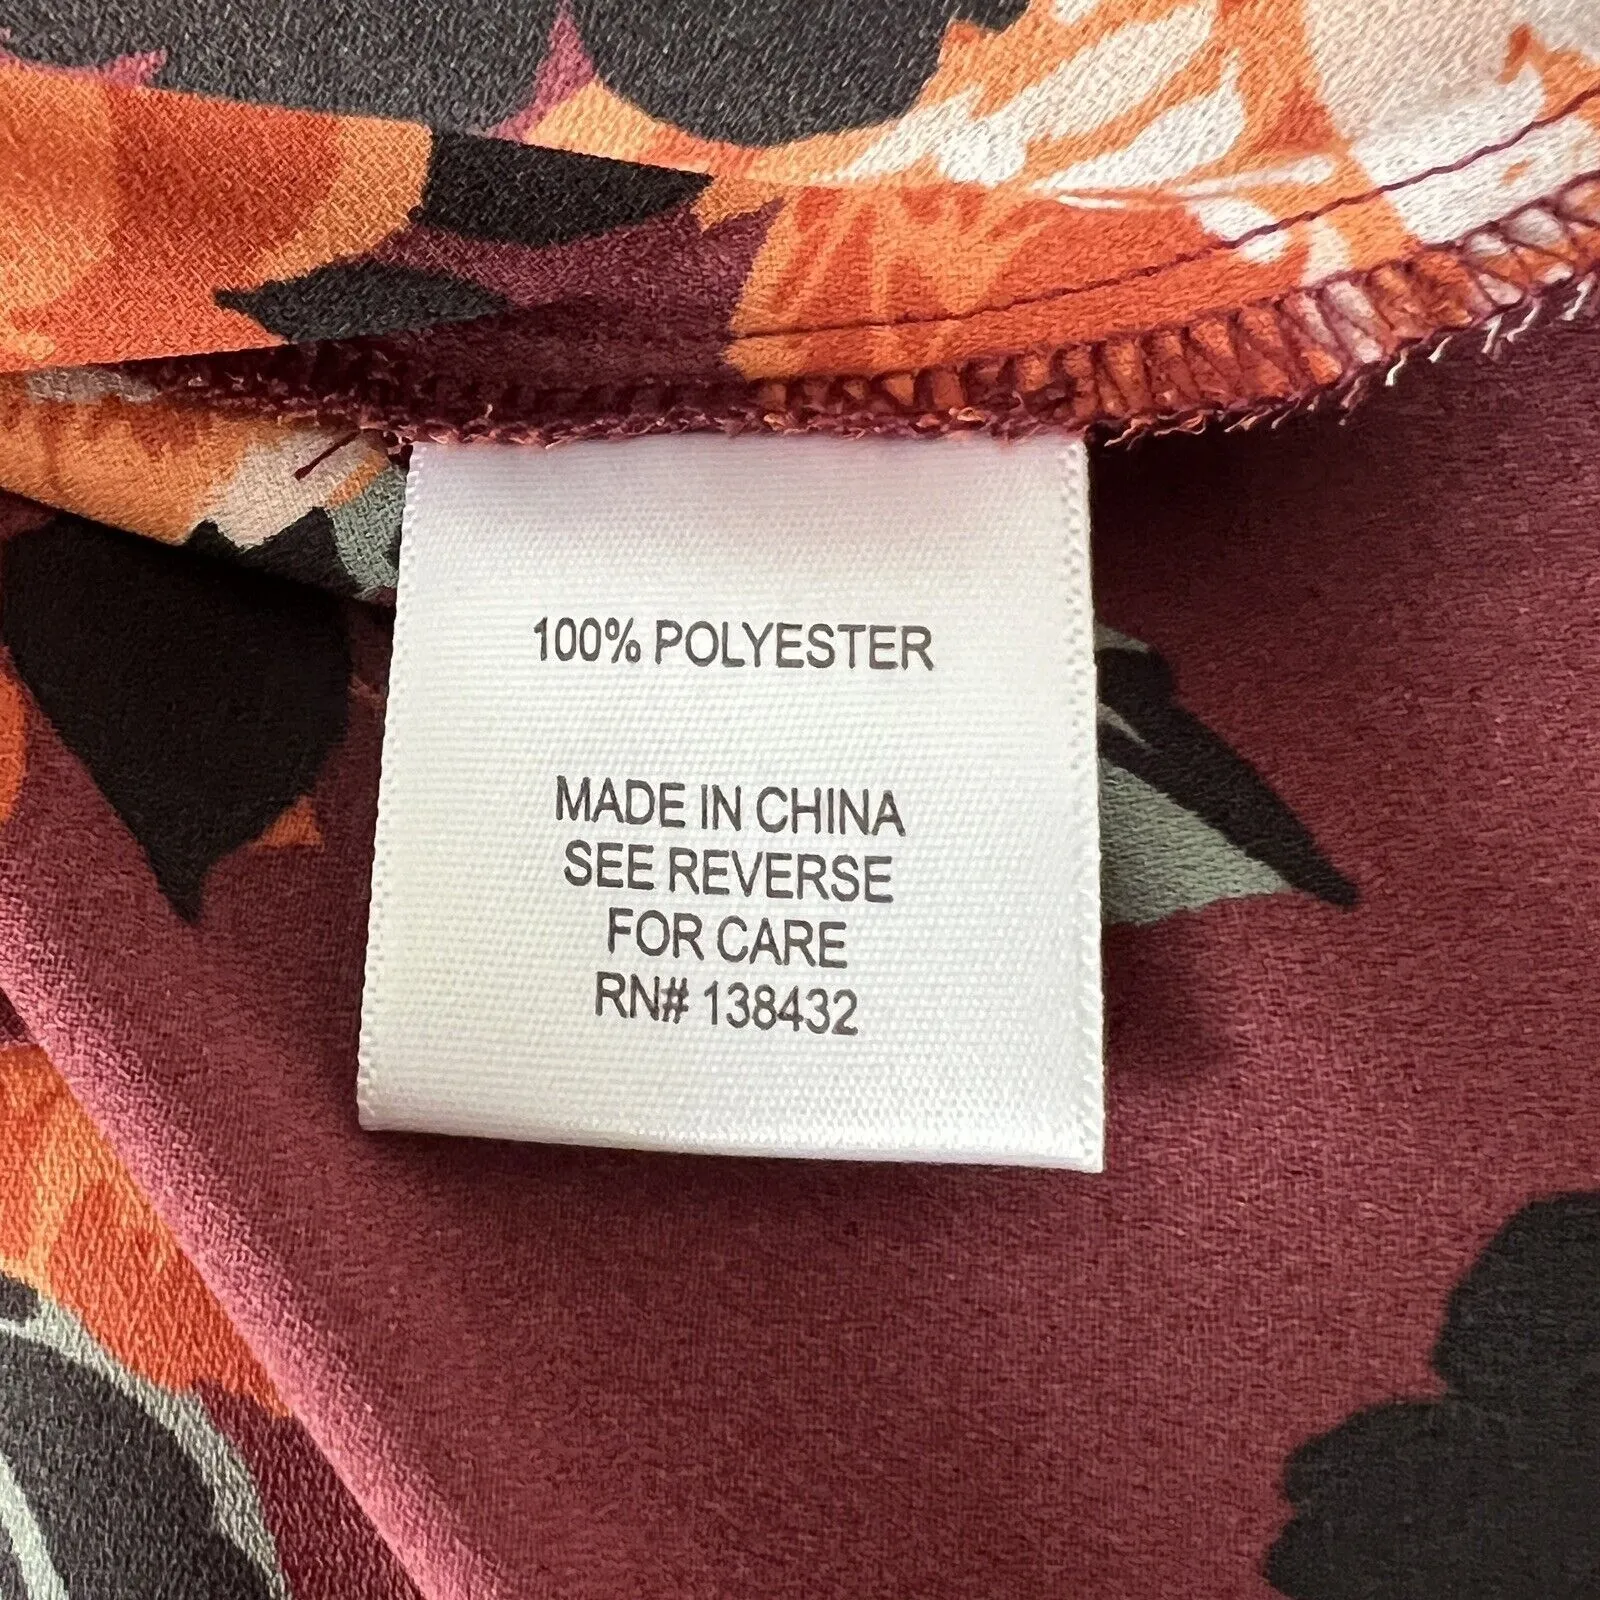 100% POLYESTER
MADE IN CHINA
SEE REVERSE
FOR CARE
RN# 138432